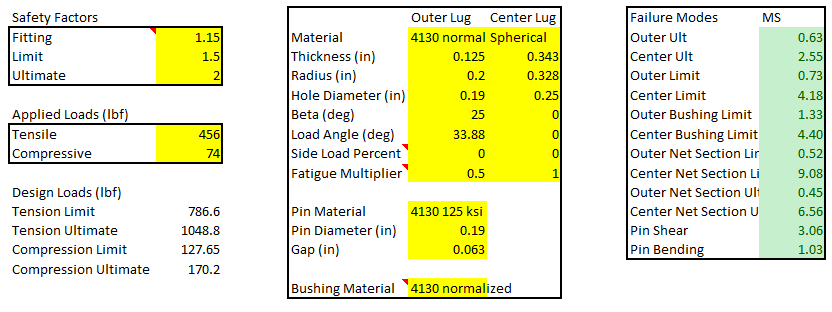 Safety Factors
Fitting 1.15
Limit 1.5
Ultimate 2
Applied Loads (lbf)
Tensile 456
Compressive 74
Design Loads (lbf)
Tension Limit 786.6
Tension Ultimate 1048.8
Compression Limit 127.65
Compression Ultimate 170.2
Outer Lug Center Lug
Material 4130 normal Spherical
Thickness (in) 0.125 0.343
Radius (in) 0.2 0.328
Hole Diameter (in) 0.19 0.25
Beta (deg) 25 0
Load Angle (deg) 33.88 0
Side Load Percent 0 0
Fatigue Multiplier 0.5 1
Pin Material 4130 125 ksi
Pin Diameter (in) 0.19
Gap (in) 0.063
Bushing Material 4130 normalized
Failure Modes MS
Outer Ult 0.63
Center Ult 2.55
Outer Limit 0.73
Center Limit 4.18
Outer Bushing Limit 1.33
Center Bushing Limit 4.40
Outer Net Section Lir 0.52
Center Net Section Li 9.08
Outer Net Section Ult 0.45
Center Net Section U 6.56
Pin Shear 3.06
Pin Bending 1.03